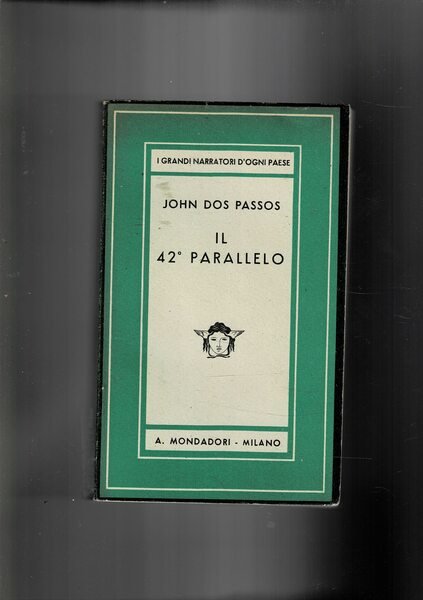 I GRANDI NARRATORI D'OGNI PAESE
JOHN DOS PASSOS
IL
42° PARALLELO
A. MONDADORI - MILANO